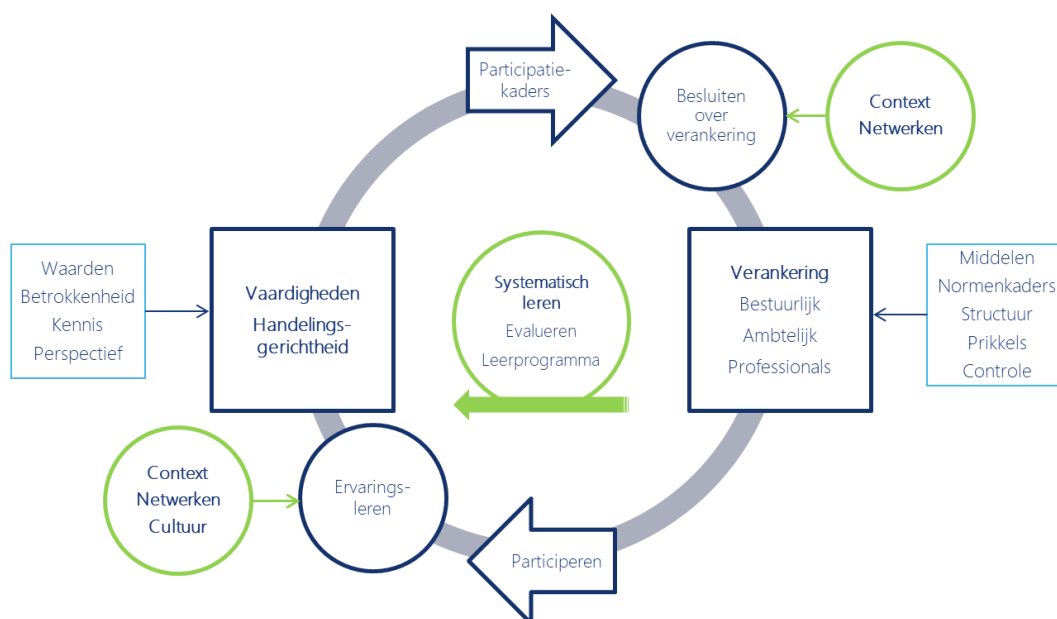 Participatie-
kaders
Besluiten
over
verankering
Context
Netwerken
Waarden
Betrokkenheid
Kennis
Perspectief
Vaardigheden
Handelings-
gerichtheid
Systematisch
leren
Evalueren
Leerprogramma
Verankering
Bestuurlijk
Ambtelijk
Professionals
Middelen
Normenkaders
Structuur
Prikkels
Controle
Context
Netwerken
Cultuur
Ervarings-
leren
Participeren